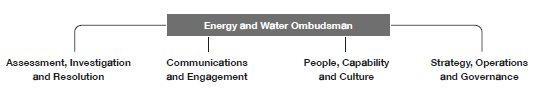 Energy and Water Ombudsman
Assessment, Investigation
and Resolution
Communications
and Engagement
People, Capability
and Culture
Strategy, Operations
and Governance